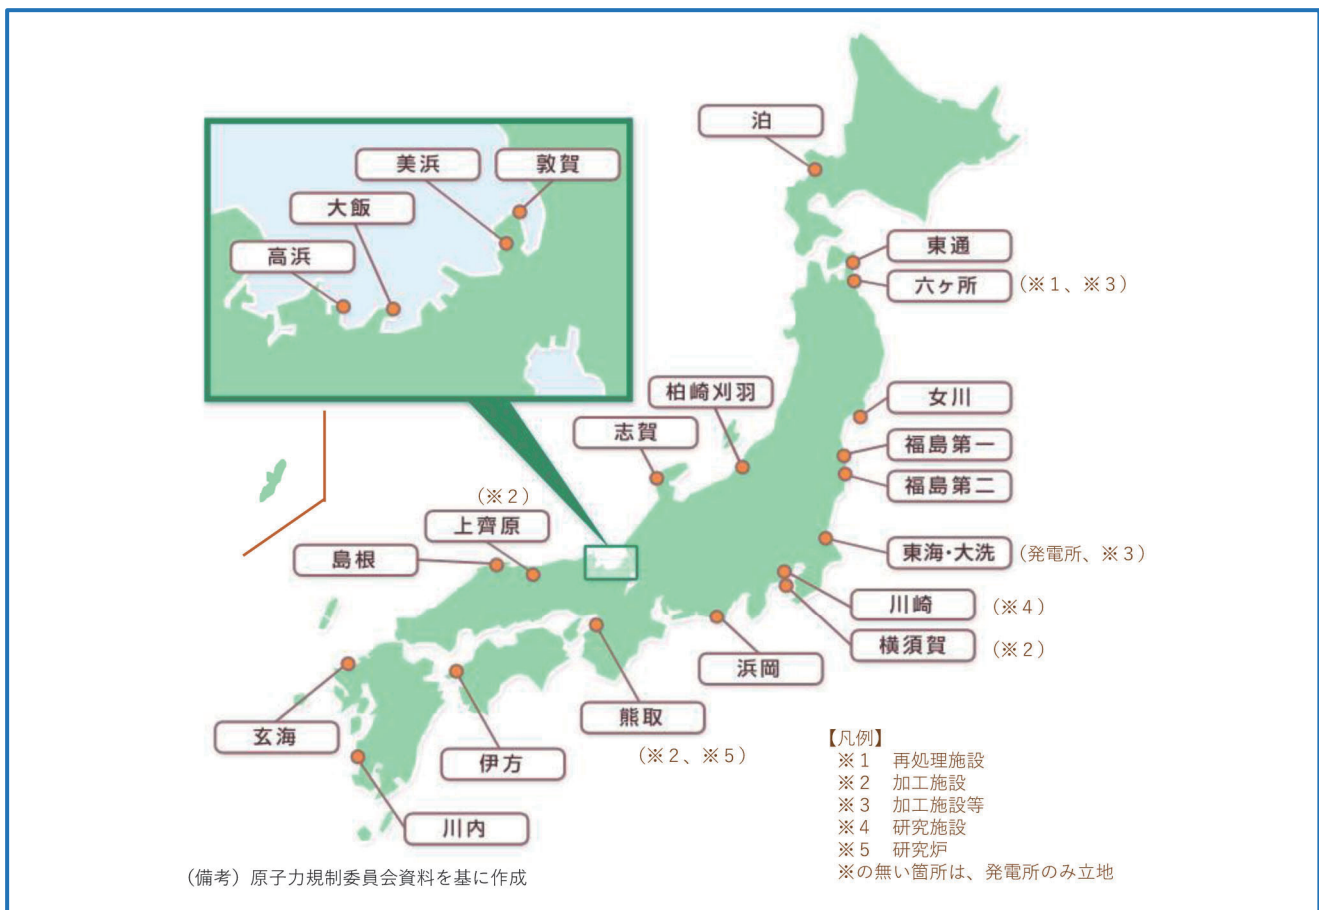 泊
美浜
敦賀
大飯
高浜
東通
六ヶ所
(※1、※3)
柏崎刈羽
女川
志賀
福島第一
福島第二
(※2)
上齊原
島根
東海・大洗
(発電所、※3)
川崎
(※4)
横須賀
(※2)
浜岡
熊取
(※2、※5)
玄海
伊方
川内
【凡例】
※1 再処理施設
※2 加工施設
※3 加工施設等
※4 研究施設
※5 研究炉
※の無い箇所は、発電所のみ立地
(備考)原子力規制委員会資料を基に作成